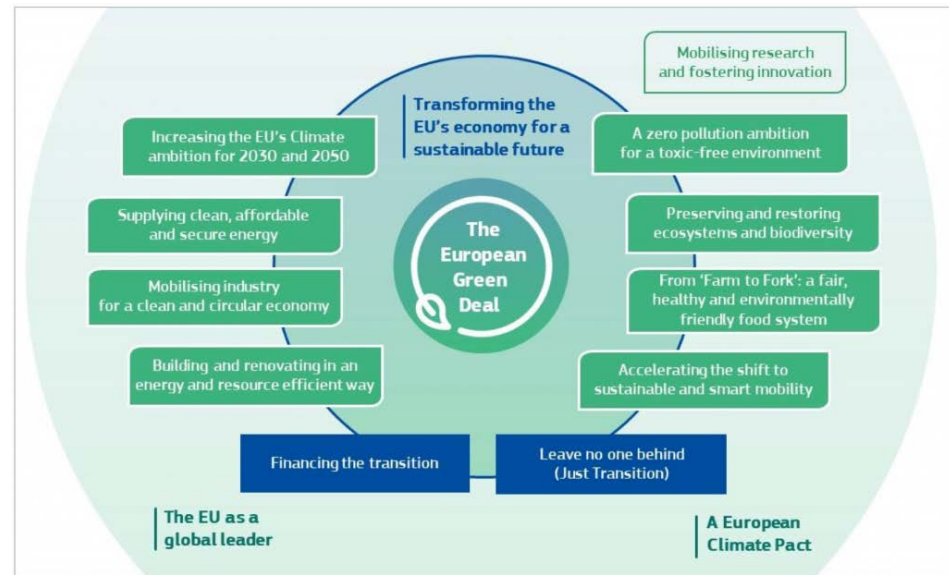 Mobilising research
and fostering innovation
Transforming the
EU's economy for a
sustainable future
Increasing the EU's Climate
ambition for 2030 and 2050
A zero pollution ambition
for a toxic-free environment
Supplying clean, affordable
and secure energy
The
European
Green
Deal
Preserving and restoring
ecosystems and biodiversity
Mobilising industry
for a clean and circular economy
From 'Farm to Fork': a fair,
healthy and environmentally
friendly food system
Building and renovating in an
energy and resource efficient way
Accelerating the shift to
sustainable and smart mobility
Financing the transition
Leave no one behind
(Just Transition)
The EU as a
global leader
A European
Climate Pact